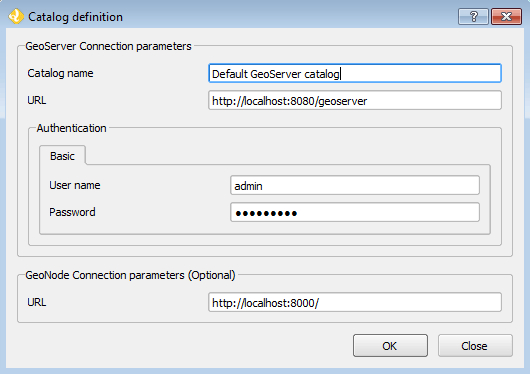 Catalog definition
GeoServer Connection parameters
Catalog name Default GeoServer catalog
URL http://localhost:8080/geoserver
Authentication
Basic
User name admin
Password ●●●●●●●●●
GeoNode Connection parameters (Optional)
URL http://localhost:8000/
OK Close